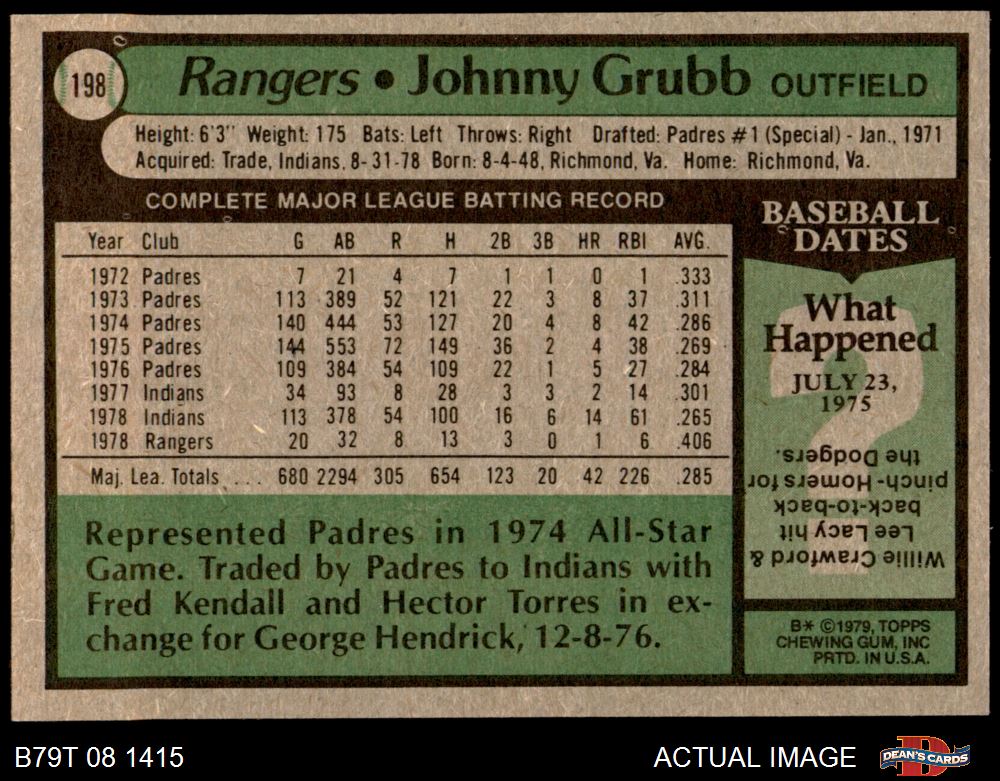 198
Rangers • Johnny Grubb OUTFIELD
Height: 6'3" Weight: 175 Bats: Left Throws: Right Drafted: Padres #1 (Special) - Jan., 1971
Acquired: Trade, Indians, 8-31-78 Born: 8-4-48, Richmond, Va. Home: Richmond, Va.
COMPLETE MAJOR LEAGUE BATTING RECORD
Year Club G AB R H 2B 3B HR RBI AVG.
1972 Padres 7 21 4 7 1 1 0 1 .333
1973 Padres 113 389 52 121 22 3 8 37 .311
1974 Padres 140 444 53 127 20 4 8 42 .286
1975 Padres 144 553 72 149 36 2 4 38 .269
1976 Padres 109 384 54 109 22 1 5 27 .284
1977 Indians 34 93 8 28 3 3 2 14 .301
1978 Indians 113 378 54 100 16 6 14 61 .265
1978 Rangers 20 32 8 13 3 0 1 6 .406
Maj. Lea. Totals . . . 680 2294 305 654 123 20 42 226 .285
Represented Padres in 1974 All-Star
Game. Traded by Padres to Indians with
Fred Kendall and Hector Torres in ex-
change for George Hendrick, 12-8-76.
BASEBALL
DATES
What
Happened
JULY 23,
1975
?
Willie Crawford &
Lee Lacy hit
back-to-back
pinch-Homers for
the Dodgers.
B* ©1979, TOPPS
CHEWING GUM, INC
PRTD. IN U.S.A.
B79T 08 1415
ACTUAL IMAGE
DEAN'S CARDS